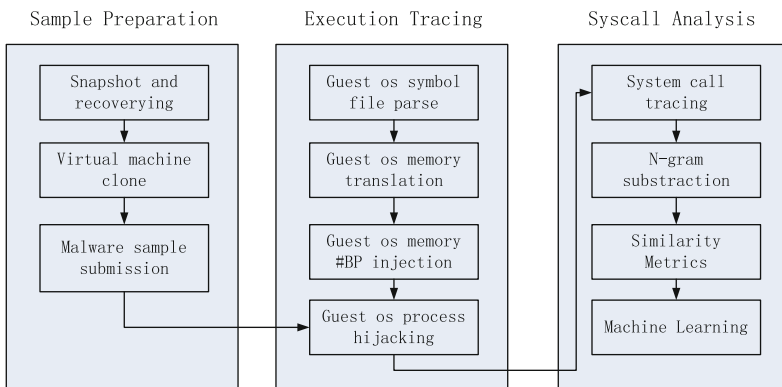 Sample Preparation
Snapshot and
recoverying
Virtual machine
clone
Malware sample
submission
Execution Tracing
Guest os symbol
file parse
Guest os memory
translation
Guest os memory
#BP injection
Guest os process
hijacking
Syscall Analysis
System call
tracing
N-gram
substraction
Similarity
Metrics
Machine Learning